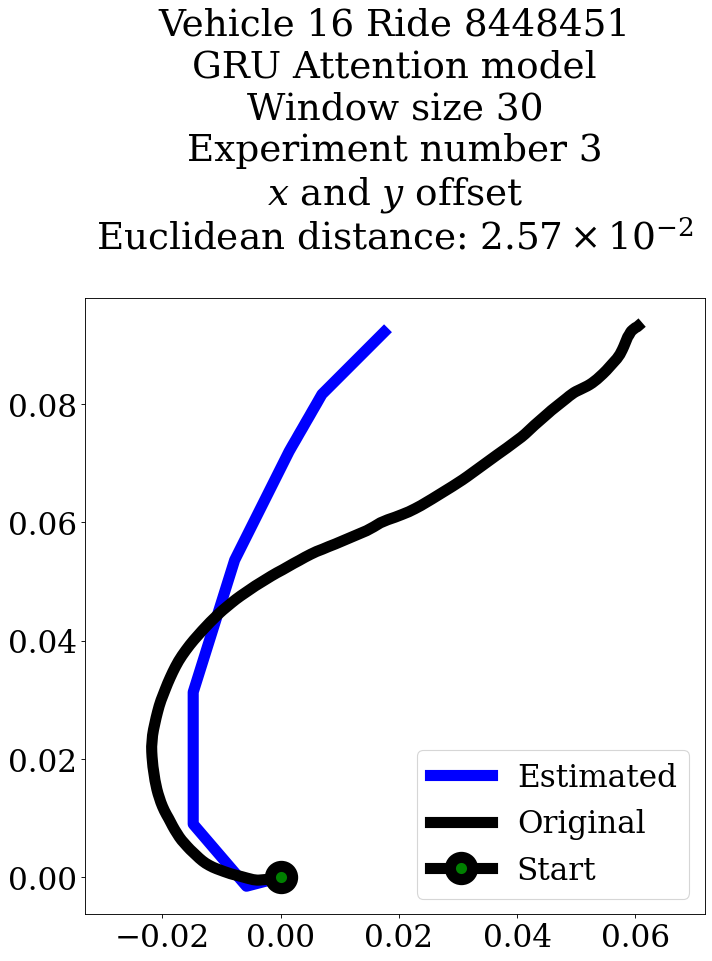 Vehicle 16 Ride 8448451
GRU Attention model
Window size 30
Experiment number 3
x and y offset
Euclidean distance: 2.57 × 10⁻²
0.08
0.06
0.04
0.02
0.00
Estimated
Original
Start
−0.02 0.00 0.02 0.04 0.06